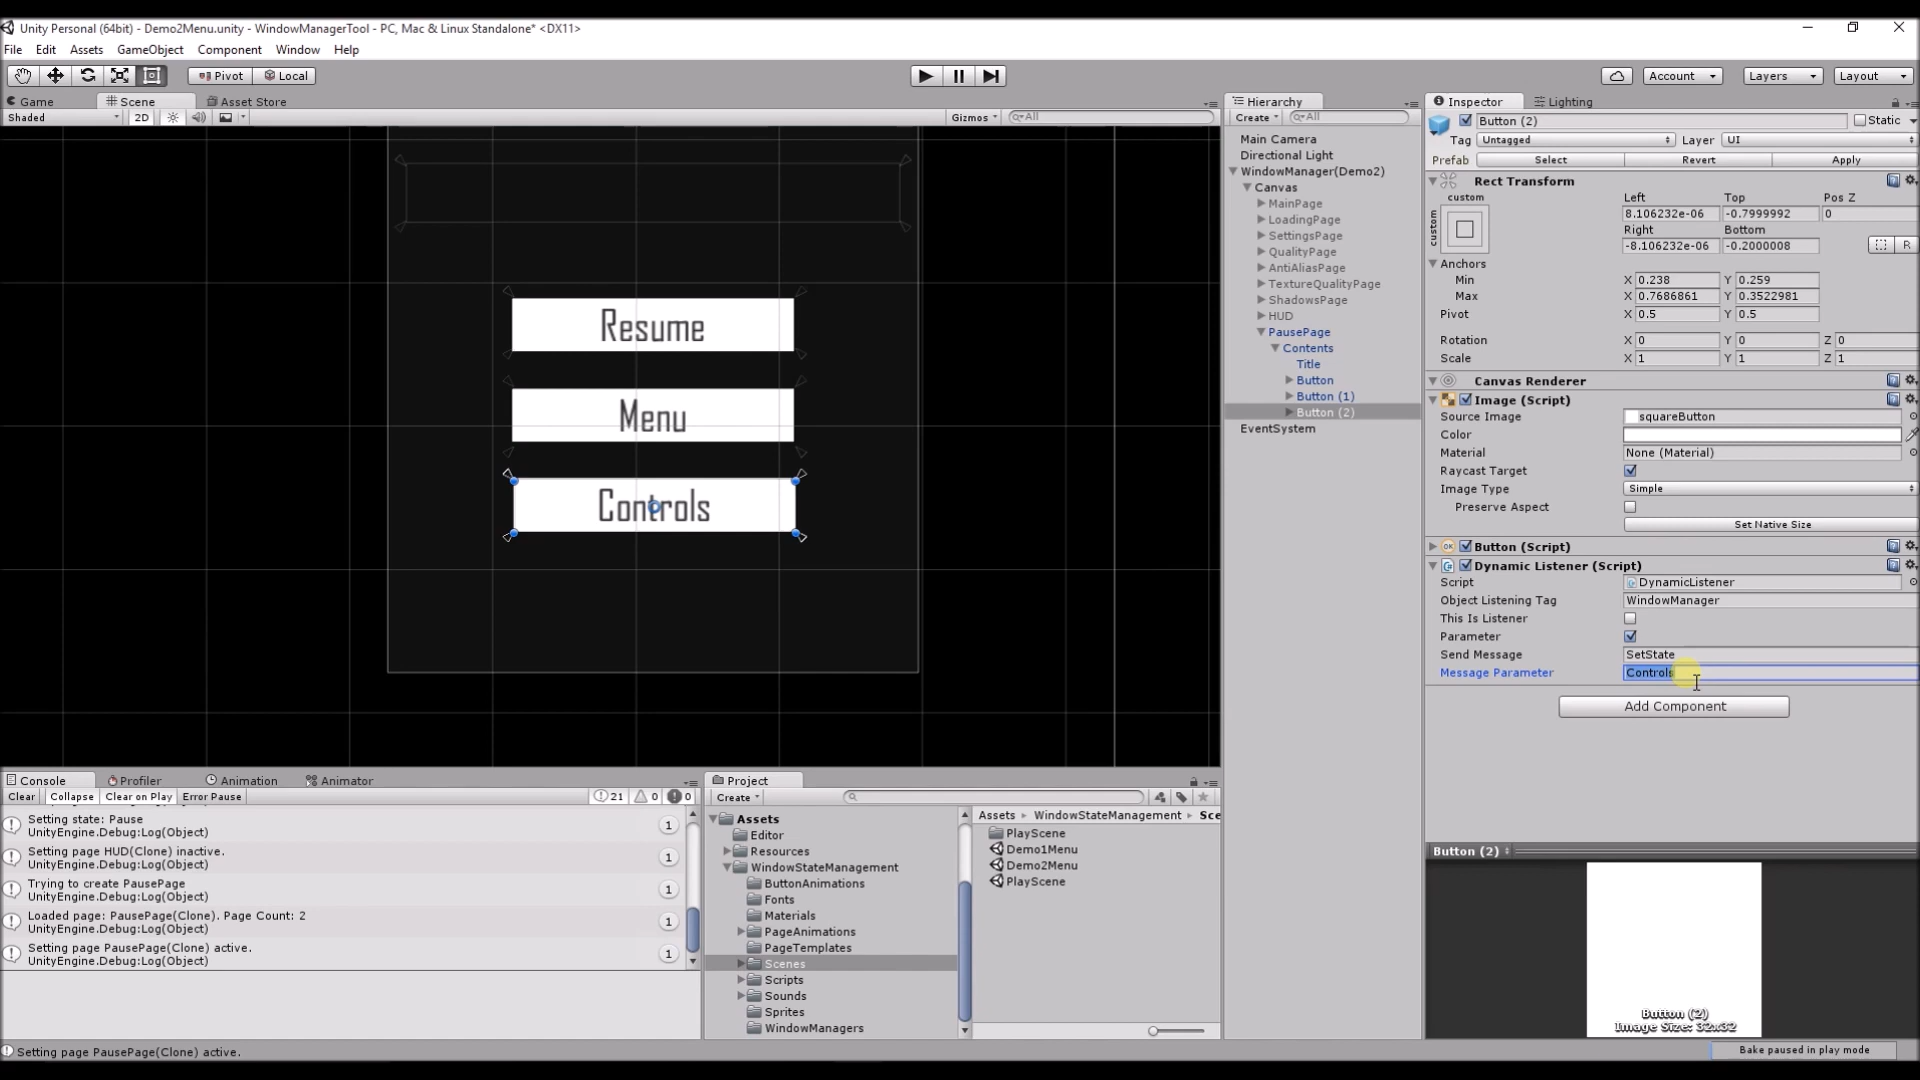 Unity Personal (64bit) - Demo2Menu.unity - WindowManagerTool - PC, Mac & Linux Standalone* <DX11>
File Edit Assets GameObject Component Window Help
Pivot Local Account Layers Layout
Game Scene Asset Store
Shaded 2D Gizmos All
Resume
Menu
Controls
Hierarchy
Create All
Main Camera
Directional Light
WindowManager(Demo2)
Canvas
MainPage
LoadingPage
SettingsPage
QualityPage
AntiAliasPage
TextureQualityPage
ShadowsPage
HUD
PausePage
Contents
Title
Button
Button (1)
Button (2)
EventSystem
Inspector Lighting
Button (2) Static
Tag Untagged Layer UI
Prefab Select Revert Apply
Rect Transform
custom Left Top Pos Z
custom 8.106232e-06 -0.7999992 0
Right Bottom
-8.106232e-06 -0.2000008 R
Anchors
Min X 0.238 Y 0.259
Max X 0.7686861 Y 0.3522981
Pivot X 0.5 Y 0.5
Rotation X 0 Y 0 Z 0
Scale X 1 Y 1 Z 1
Canvas Renderer
Image (Script)
Source Image squareButton
Color
Material None (Material)
Raycast Target
Image Type Simple
Preserve Aspect
Set Native Size
OK Button (Script)
Dynamic Listener (Script)
Script DynamicListener
Object Listening Tag WindowManager
This Is Listener
Parameter
Send Message SetState
Message Parameter Controls
Add Component
Button (2)
Button (2)
Image Size: 32x32
Console Profiler Animation Animator
Clear Collapse Clear on Play Error Pause 21 0 0
Setting state: Pause
UnityEngine.Debug:Log(Object) 1
Setting page HUD(Clone) inactive.
UnityEngine.Debug:Log(Object) 1
Trying to create PausePage
UnityEngine.Debug:Log(Object) 1
Loaded page: PausePage(Clone). Page Count: 2
UnityEngine.Debug:Log(Object) 1
Setting page PausePage(Clone) active.
UnityEngine.Debug:Log(Object) 1
Project
Create
Assets
Editor
Resources
WindowStateManagement
ButtonAnimations
Fonts
Materials
PageAnimations
PageTemplates
Scenes
Scripts
Sounds
Sprites
WindowManagers
Assets WindowStateManagement Sce
PlayScene
Demo1Menu
Demo2Menu
PlayScene
Setting page PausePage(Clone) active.
Bake paused in play mode